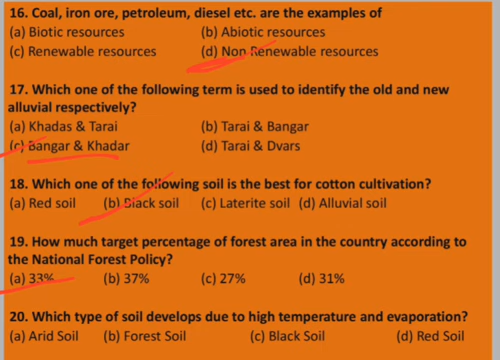 16. Coal, iron ore, petroleum, diesel etc. are the examples of
(a) Biotic resources (b) Abiotic resources
(c) Renewable resources (d) Non Renewable resources
17. Which one of the following term is used to identify the old and new
alluvial respectively?
(a) Khadas & Tarai (b) Tarai & Bangar
(c) Bangar & Khadar (d) Tarai & Dvars
18. Which one of the following soil is the best for cotton cultivation?
(a) Red soil (b) Black soil (c) Laterite soil (d) Alluvial soil
19. How much target percentage of forest area in the country according to
the National Forest Policy?
(a) 33% (b) 37% (c) 27% (d) 31%
20. Which type of soil develops due to high temperature and evaporation?
(a) Arid Soil (b) Forest Soil (c) Black Soil (d) Red Soil